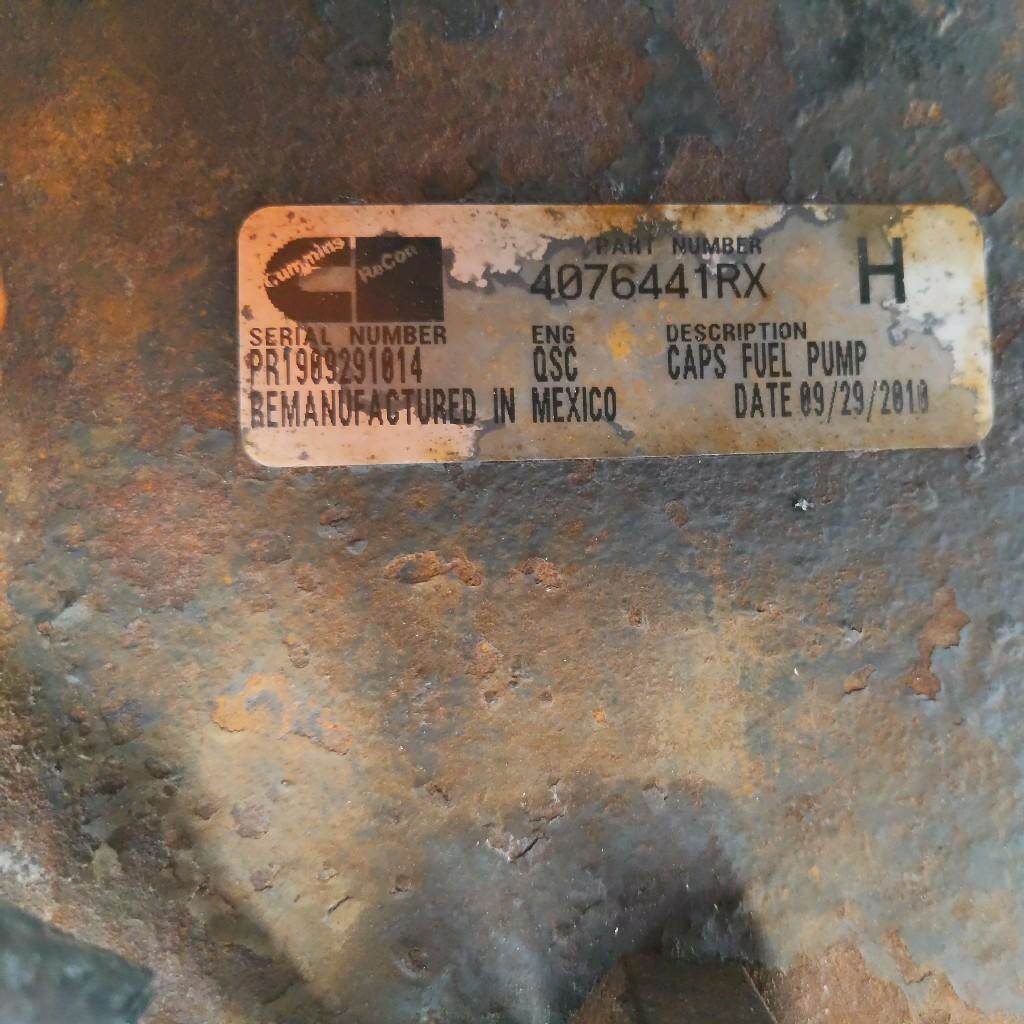 Cummins ReCon
PART NUMBER
4076441RX
H
SERIAL NUMBER ENG DESCRIPTION
PR1909291014 QSC CAPS FUEL PUMP
REMANUFACTURED IN MEXICO DATE 09/29/2010